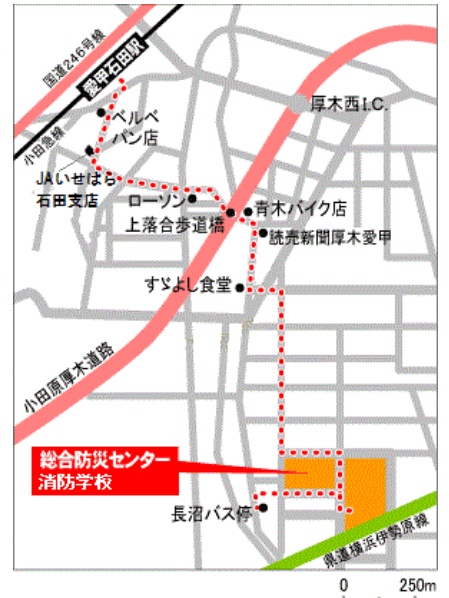 国道246号線
愛甲石田駅
小田急線
ベルベ
パン店
厚木西I.C.
JAいせはら
石田支店
ローソン
青木バイク店
上落合歩道橋
読売新聞厚木愛甲
すゞよし食堂
小田原厚木道路
総合防災センター
消防学校
長沼バス停
県道横浜伊勢原線
0 250m